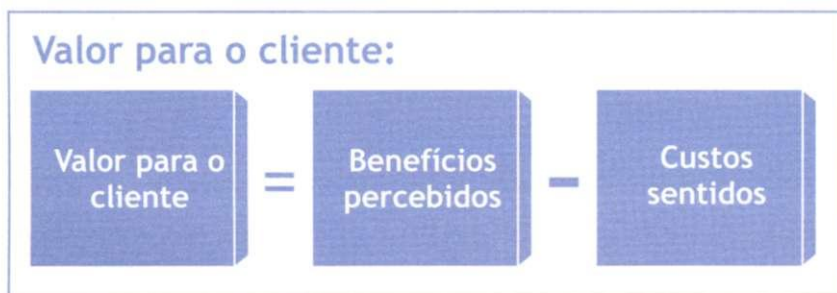 Valor para o cliente:
Valor para o
cliente
=
Benefícios
percebidos
-
Custos
sentidos